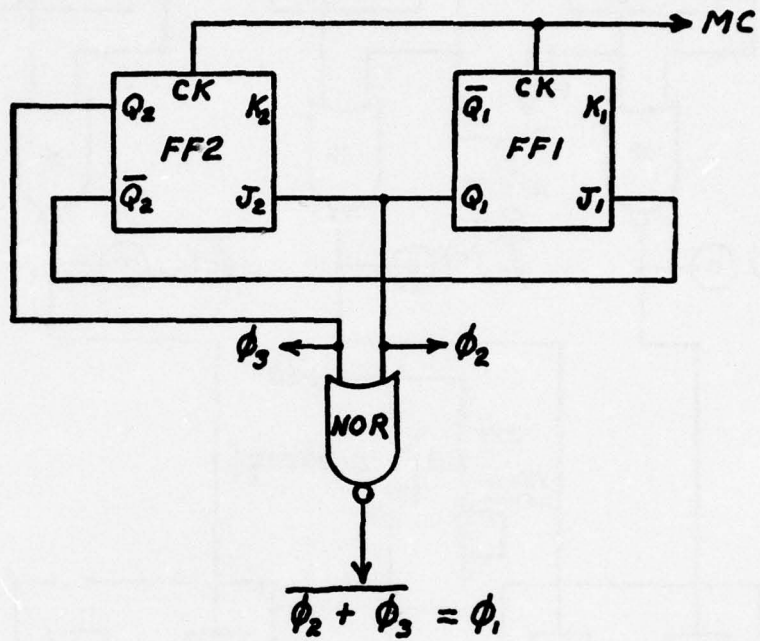 MC
CK
CK
Q₂
K₂
Q̅₁
K₁
FF2
FF1
Q̅₂
J₂
Q₁
J₁
ϕ₃
ϕ₂
NOR
\overline{ϕ₂ + ϕ₃} = ϕ₁